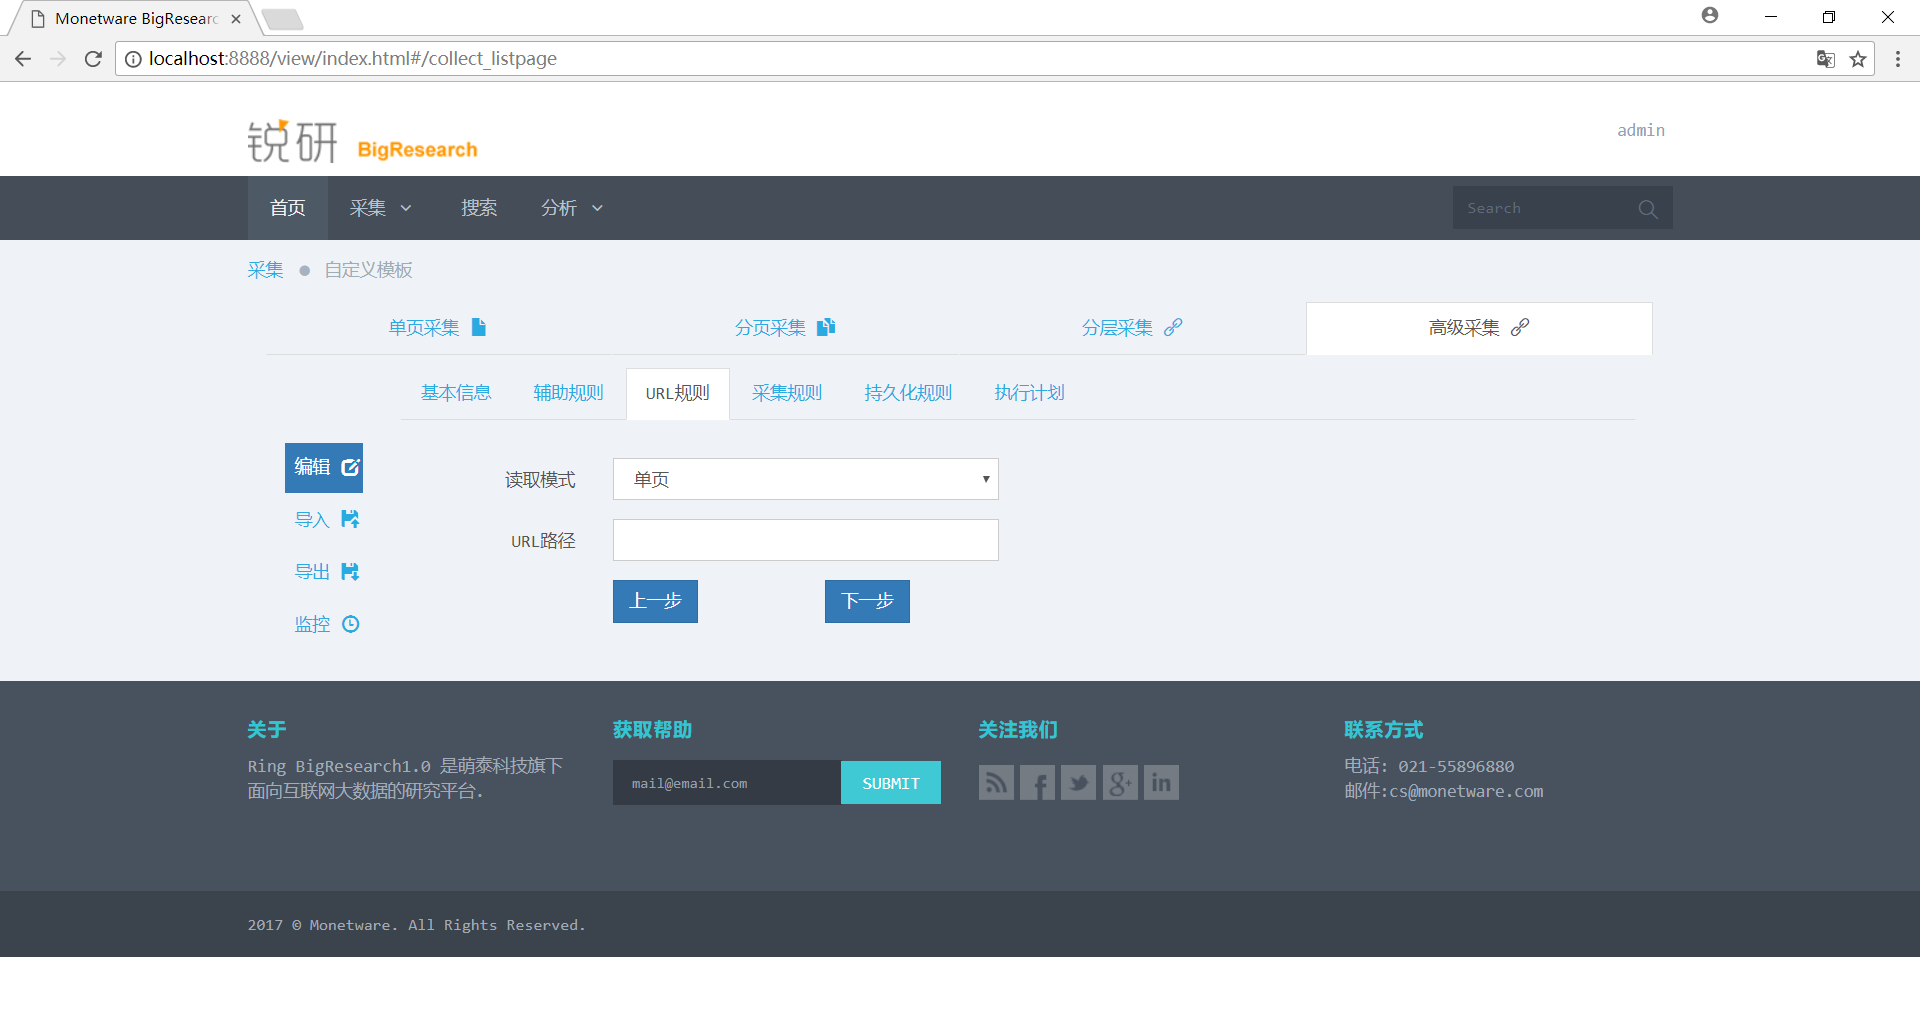 Monetware BigResearc
localhost:8888/view/index.html#/collect_listpage
锐研 BigResearch
admin
首页 采集 搜索 分析 Search
采集 ● 自定义模板
单页采集 分页采集 分层采集 高级采集
基本信息 辅助规则 URL规则 采集规则 持久化规则 执行计划
编辑
导入
导出
监控
读取模式 单页
URL路径
上一步 下一步
关于
Ring BigResearch1.0 是萌泰科技旗下
面向互联网大数据的研究平台.
获取帮助
mail@email.com SUBMIT
关注我们
联系方式
电话: 021-55896880
邮件:cs@monetware.com
2017 © Monetware. All Rights Reserved.